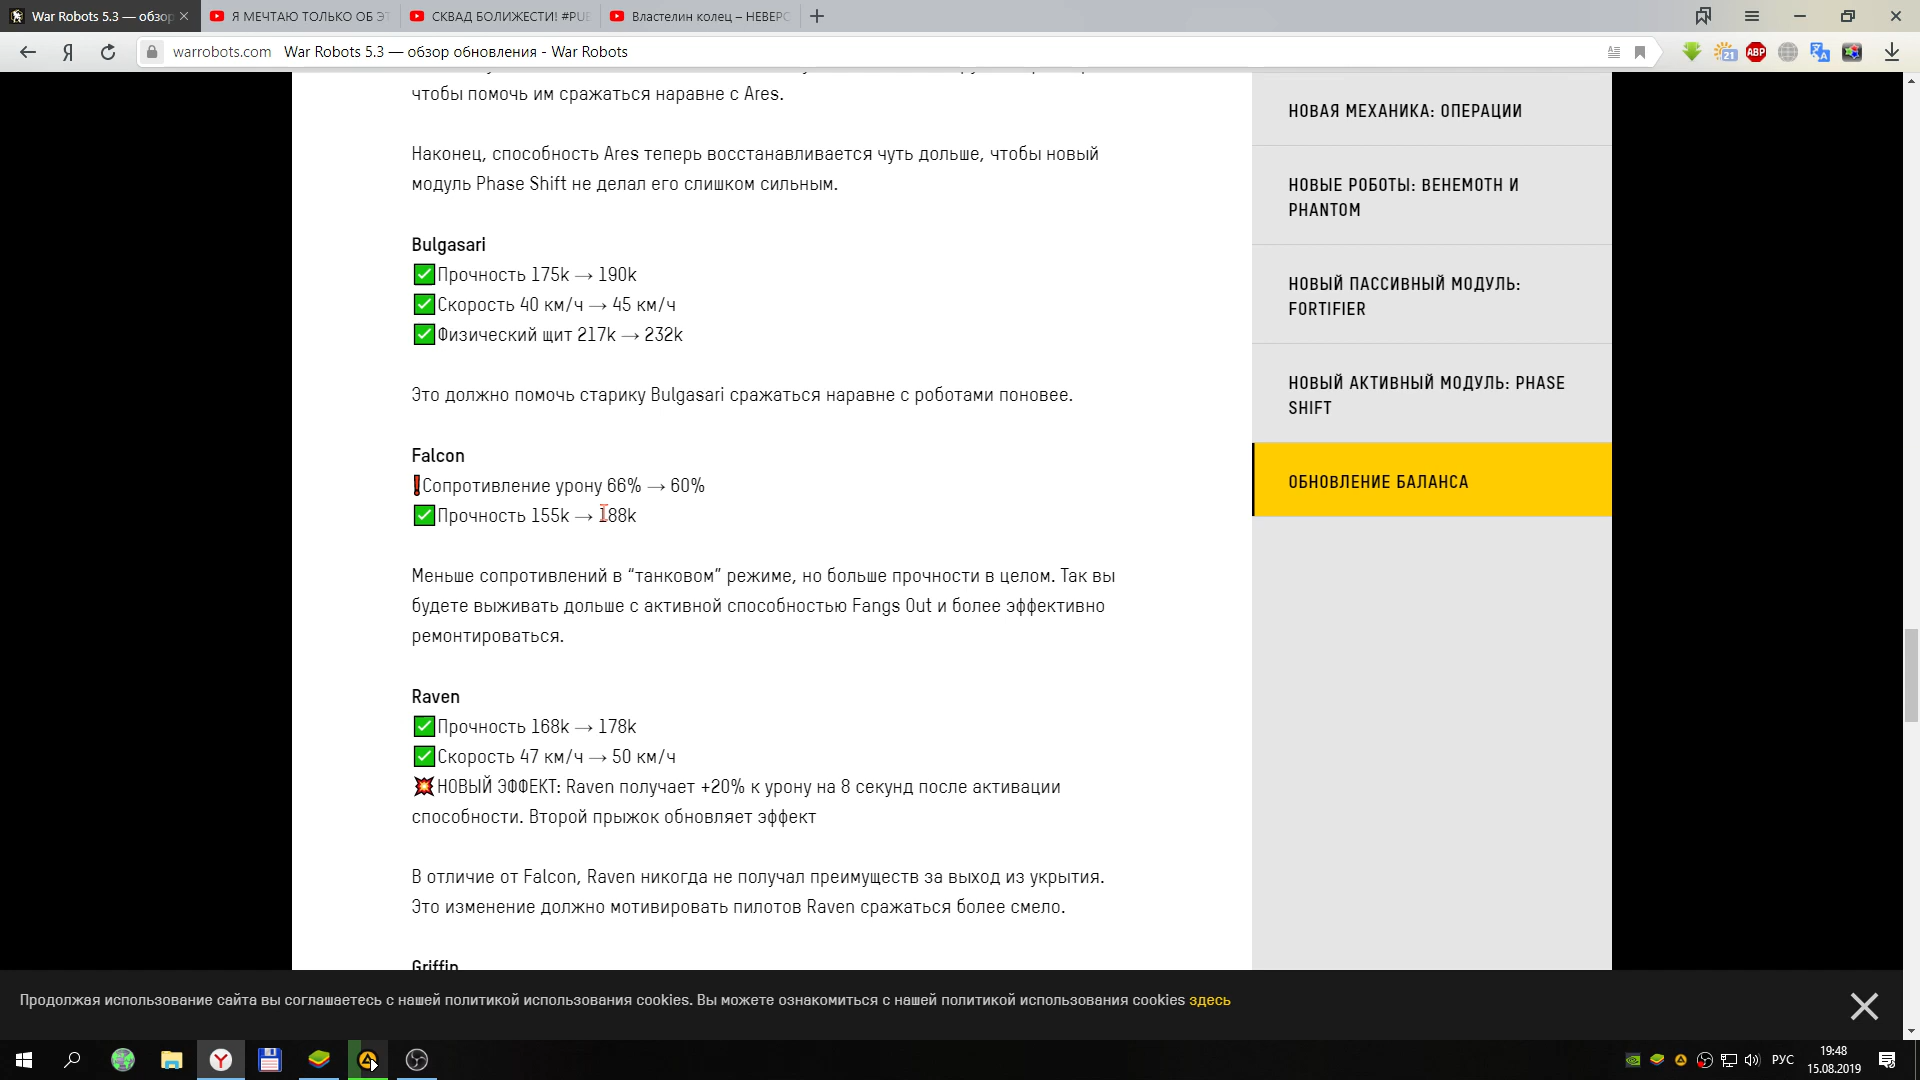 War Robots 5.3 — обзор
Я МЕЧТАЮ ТОЛЬКО ОБ ЭТ
СКВАД БОЛИЖЕСТИ! #PUB
Властелин колец – НЕВЕРО
Я
warrobots.com War Robots 5.3 — обзор обновления - War Robots
21
ABP
чтобы помочь им сражаться наравне с Ares.
Наконец, способность Ares теперь восстанавливается чуть дольше, чтобы новый
модуль Phase Shift не делал его слишком сильным.
Bulgasari
✅Прочность 175k → 190k
✅Скорость 40 км/ч → 45 км/ч
✅Физический щит 217k → 232k
Это должно помочь старику Bulgasari сражаться наравне с роботами поновее.
Falcon
❗Сопротивление урону 66% → 60%
✅Прочность 155k → 188k
Меньше сопротивлений в “танковом” режиме, но больше прочности в целом. Так вы
будете выживать дольше с активной способностью Fangs Out и более эффективно
ремонтироваться.
Raven
✅Прочность 168k → 178k
✅Скорость 47 км/ч → 50 км/ч
💥НОВЫЙ ЭФФЕКТ: Raven получает +20% к урону на 8 секунд после активации
способности. Второй прыжок обновляет эффект
В отличие от Falcon, Raven никогда не получал преимуществ за выход из укрытия.
Это изменение должно мотивировать пилотов Raven сражаться более смело.
Griffin
НОВАЯ МЕХАНИКА: ОПЕРАЦИИ
НОВЫЕ РОБОТЫ: BEHEMOTH И
PHANTOM
НОВЫЙ ПАССИВНЫЙ МОДУЛЬ:
FORTIFIER
НОВЫЙ АКТИВНЫЙ МОДУЛЬ: PHASE
SHIFT
ОБНОВЛЕНИЕ БАЛАНСА
Продолжая использование сайта вы соглашаетесь с нашей политикой использования cookies. Вы можете ознакомиться с нашей политикой использования cookies здесь
РУС
19:48
15.08.2019